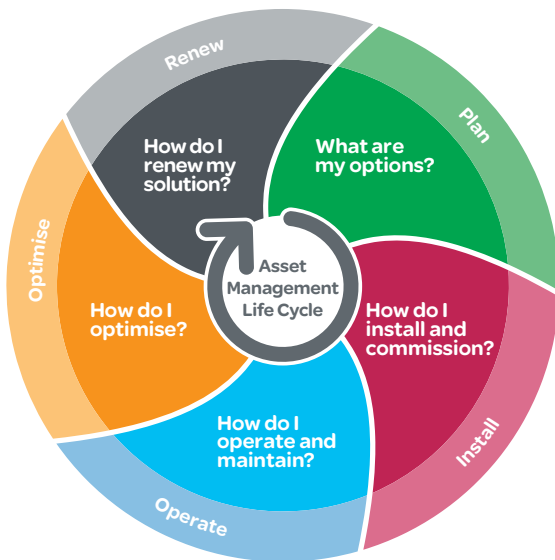 Renew
Plan
How do I
renew my
solution?
What are
my options?
Asset
Management
Life Cycle
Optimise
How do I
optimise?
How do I
install and
commission?
How do I
operate and
maintain?
Install
Operate